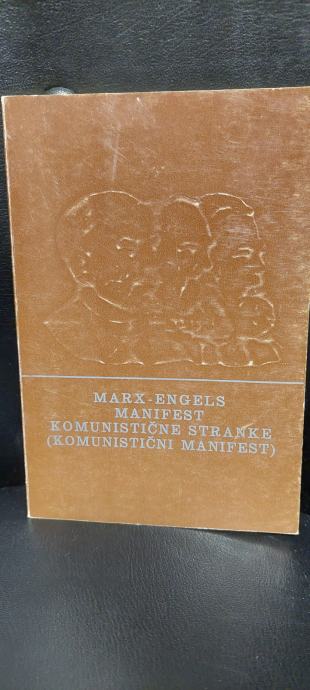 MARX-ENGELS
MANIFEST
KOMUNISTIČNE STRANKE
(KOMUNISTIČNI MANIFEST)